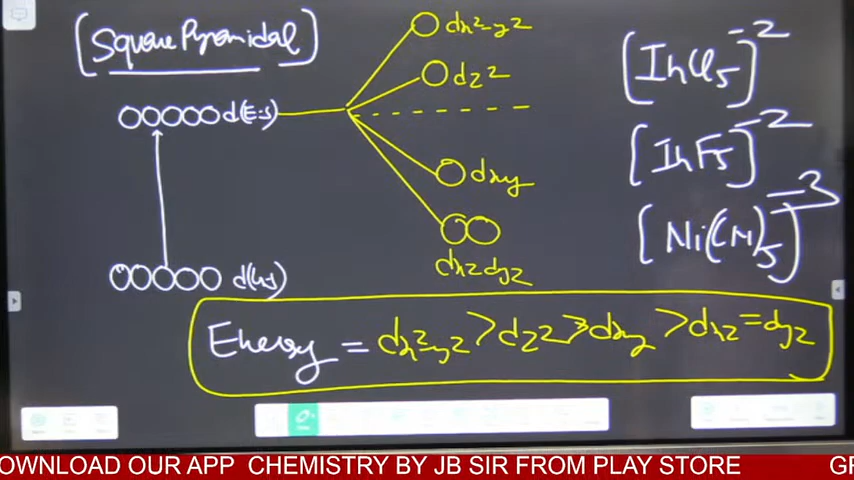 [Square Pyramidal]
dx²-y²
dz²
d(E.S)
dxy
dxz dyz
d(u.s)
[InCl5]⁻²
[InF5]⁻²
[Ni(CN)5]⁻³
Energy = dx²-y² > dz² > dxy > dxz = dyz
OWNLOAD OUR APP CHEMISTRY BY JB SIR FROM PLAY STORE GR